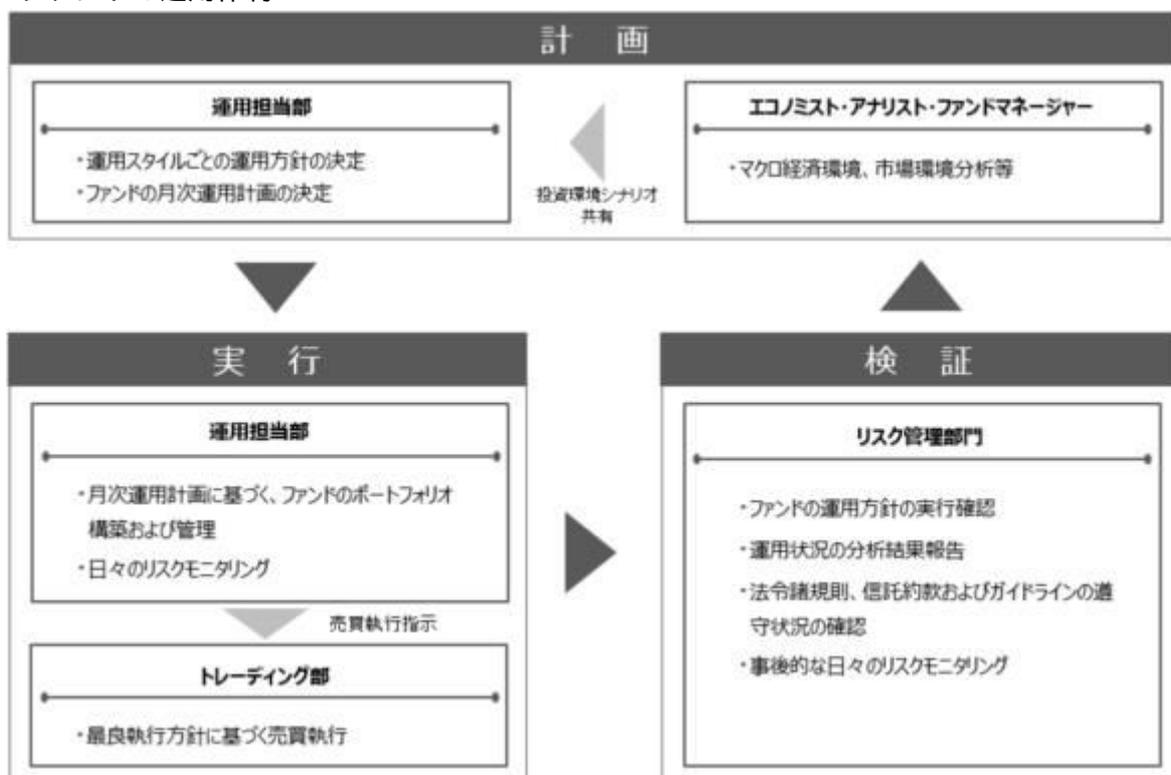 計 画
運用担当部
・運用スタイルごとの運用方針の決定
・ファンドの月次運用計画の決定
投資環境シナリオ
共有
エコノミスト・アナリスト・ファンドマネージャー
・マクロ経済環境、市場環境分析等
実 行
運用担当部
・月次運用計画に基づく、ファンドのポートフォリオ
構築および管理
・日々のリスクモニタリング
売買執行指示
トレーディング部
・最良執行方針に基づく売買執行
検 証
リスク管理部門
・ファンドの運用方針の実行確認
・運用状況の分析結果報告
・法令諸規則、信託約款およびガイドラインの遵
守状況の確認
・事後的な日々のリスクモニタリング